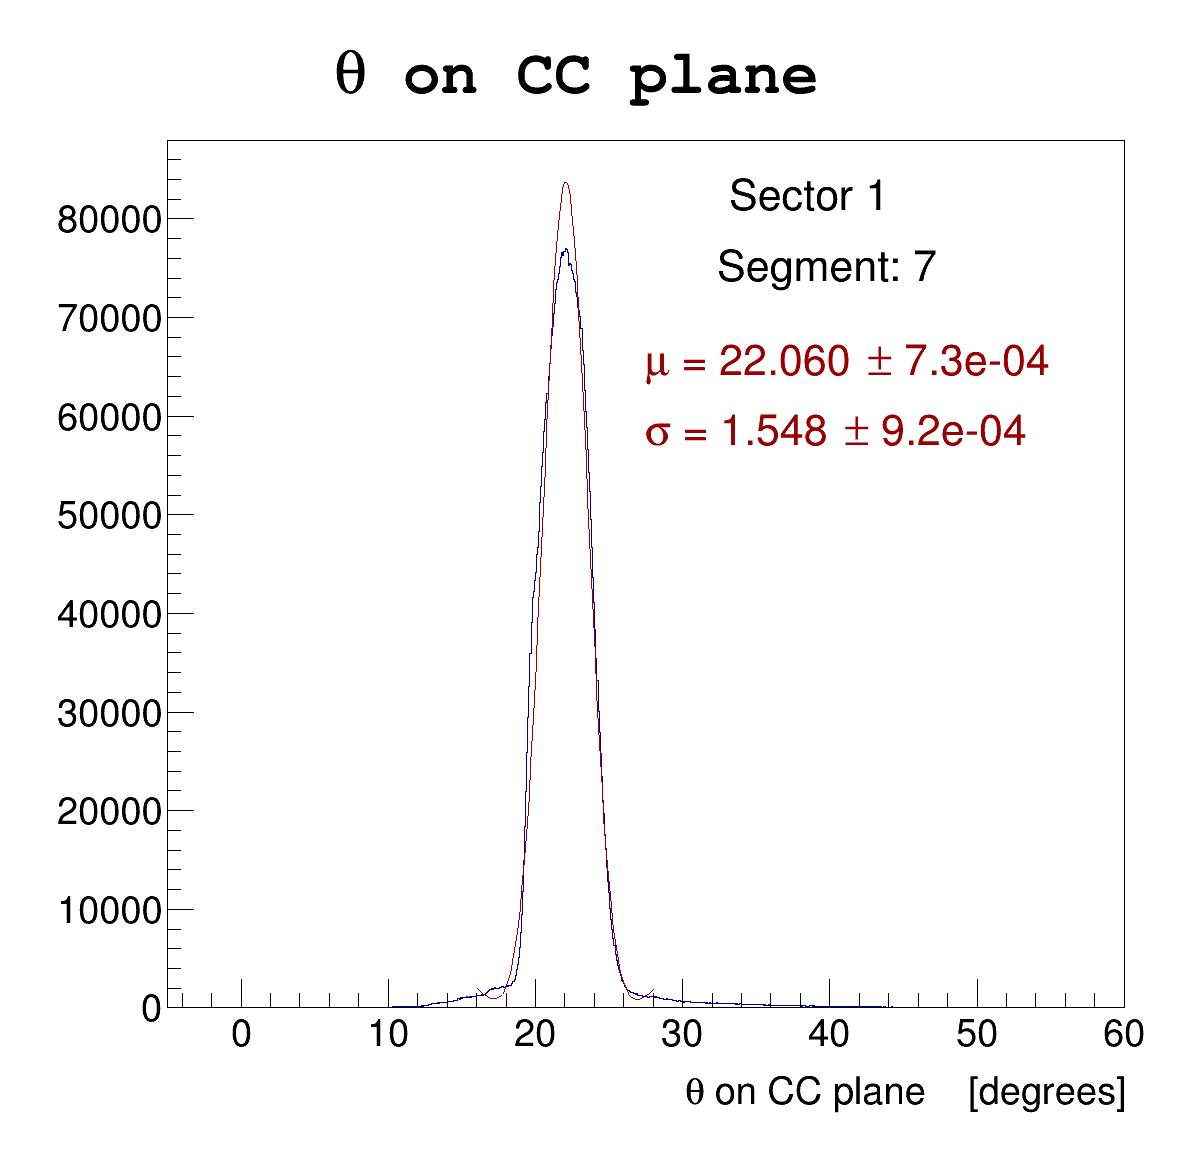 θ on CC plane
Sector 1
Segment: 7
μ = 22.060 ± 7.3e-04
σ = 1.548 ± 9.2e-04
80000
70000
60000
50000
40000
30000
20000
10000
0
0 10 20 30 40 50 60
θ on CC plane [degrees]